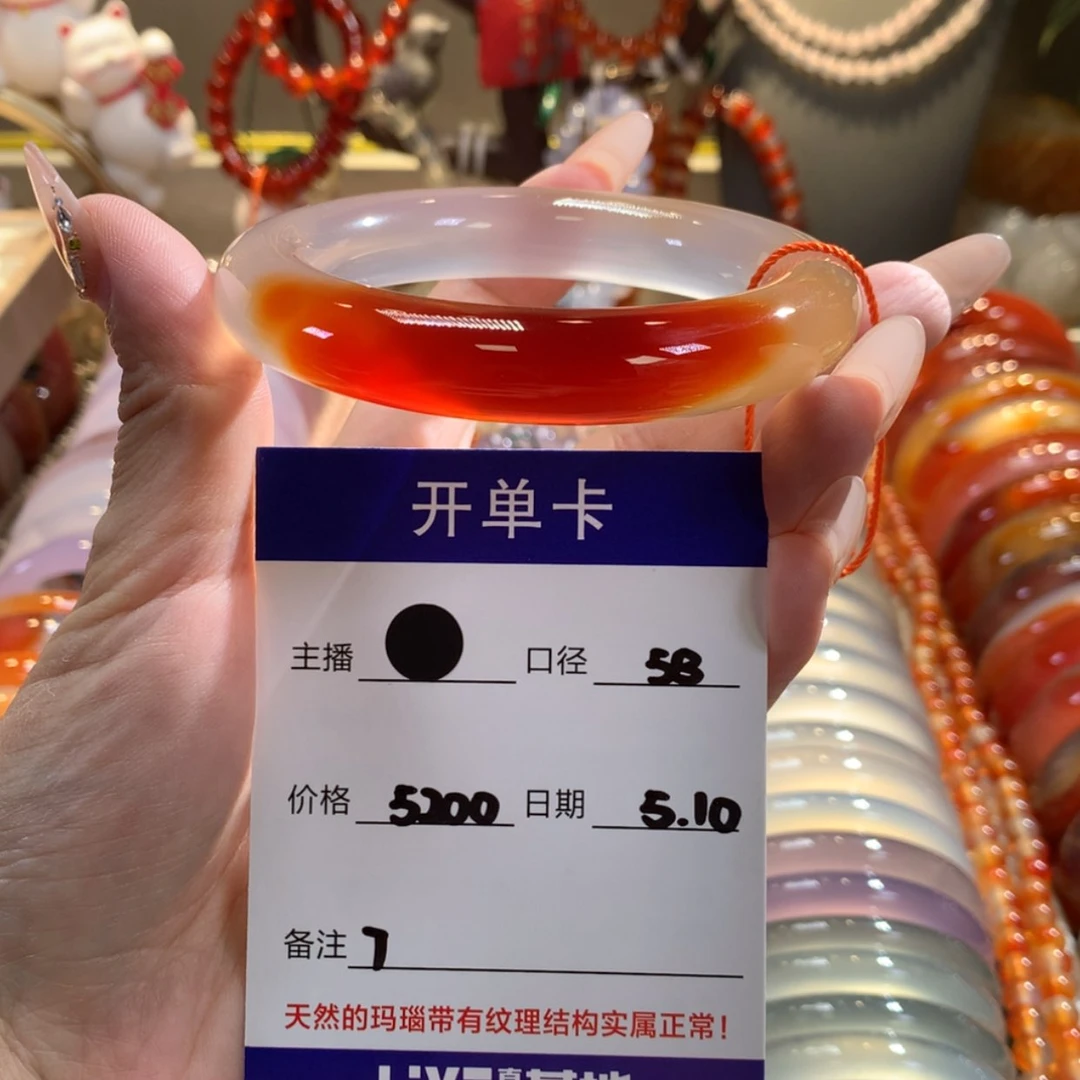 开单卡
主播 口径 58
价格 5200 日期 5.10
备注 7
天然的玛瑙带有纹理结构实属正常！